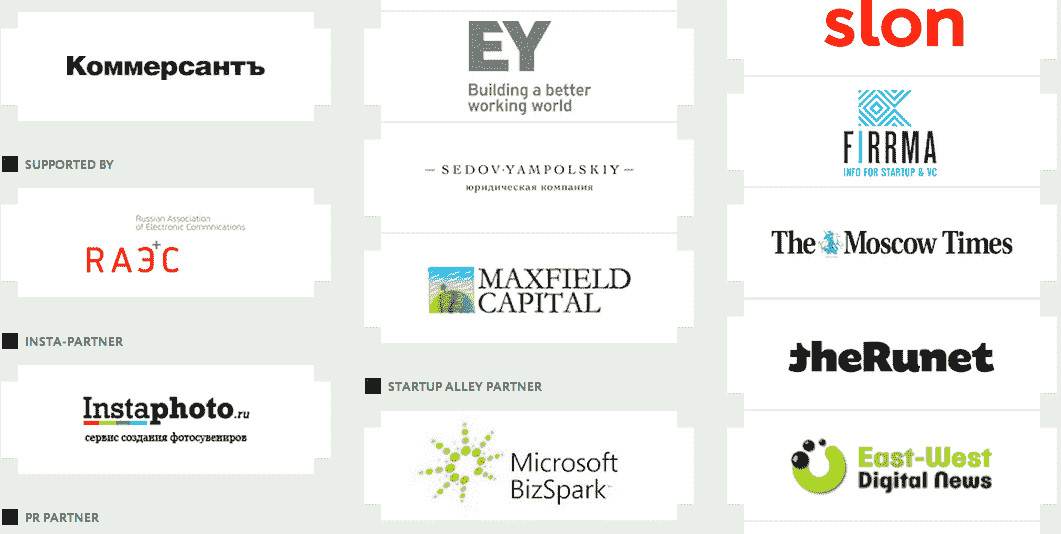 Коммерсантъ
SUPPORTED BY
Russian Association
of Electronic Commnications
RAЭ+C
INSTA-PARTNER
Instaphoto.ru
сервис создания фотосувениров
PR PARTNER
EY
Building a better
working world
SEDOV·YAMPOLSKIY
юридическая компания
MAXFIELD
CAPITAL
STARTUP ALLEY PARTNER
Microsoft
BizSpark
slon
FIRRMA
INFO FOR STARTUP & VC
The Moscow Times
theRunet
East-West
Digital News